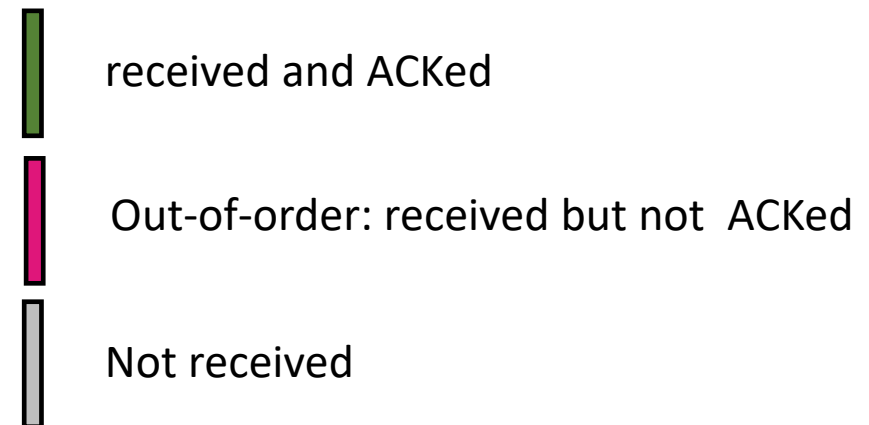 received and ACKed
Out-of-order: received but not ACKed
Not received